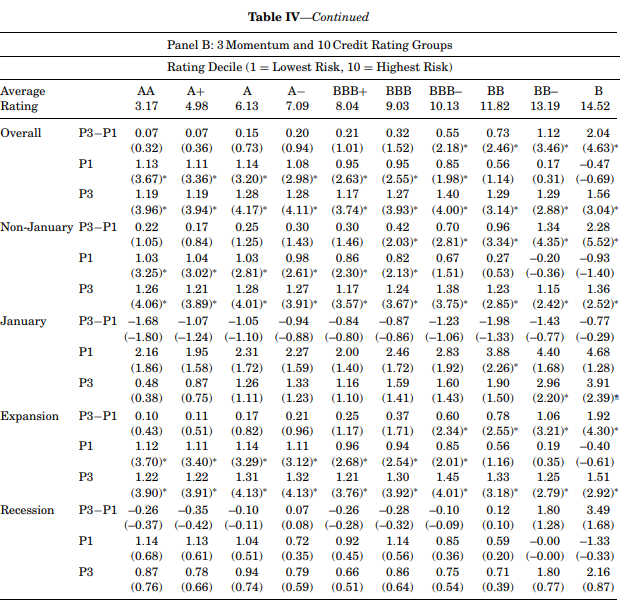 Table IV—Continued
Panel B: 3 Momentum and 10 Credit Rating Groups
Rating Decile (1 = Lowest Risk, 10 = Highest Risk)
Average AA A+ A A− BBB+ BBB BBB− BB BB− B
Rating 3.17 4.98 6.13 7.09 8.04 9.03 10.13 11.82 13.19 14.52
Overall P3−P1 0.07 0.07 0.15 0.20 0.21 0.32 0.55 0.73 1.12 2.04
(0.32) (0.36) (0.73) (0.94) (1.01) (1.52) (2.18)* (2.46)* (3.46)* (4.63)*
P1 1.13 1.11 1.14 1.08 0.95 0.95 0.85 0.56 0.17 −0.47
(3.67)* (3.36)* (3.20)* (2.98)* (2.63)* (2.55)* (1.98)* (1.14) (0.31) (−0.69)
P3 1.19 1.19 1.28 1.28 1.17 1.27 1.40 1.29 1.29 1.56
(3.96)* (3.94)* (4.17)* (4.11)* (3.74)* (3.93)* (4.00)* (3.14)* (2.88)* (3.04)*
Non-January P3−P1 0.22 0.17 0.25 0.30 0.30 0.42 0.70 0.96 1.34 2.28
(1.05) (0.84) (1.25) (1.43) (1.46) (2.03)* (2.81)* (3.34)* (4.35)* (5.52)*
P1 1.03 1.04 1.03 0.98 0.86 0.82 0.67 0.27 −0.20 −0.93
(3.25)* (3.02)* (2.81)* (2.61)* (2.30)* (2.13)* (1.51) (0.53) (−0.36) (−1.40)
P3 1.26 1.21 1.28 1.27 1.17 1.24 1.38 1.23 1.15 1.36
(4.06)* (3.89)* (4.01)* (3.91)* (3.57)* (3.67)* (3.75)* (2.85)* (2.42)* (2.52)*
January P3−P1 −1.68 −1.07 −1.05 −0.94 −0.84 −0.87 −1.23 −1.98 −1.43 −0.77
(−1.80) (−1.24) (−1.10) (−0.88) (−0.80) (−0.86) (−1.06) (−1.33) (−0.77) (−0.29)
P1 2.16 1.95 2.31 2.27 2.00 2.46 2.83 3.88 4.40 4.68
(1.86) (1.58) (1.72) (1.59) (1.40) (1.72) (1.92) (2.26)* (1.68) (1.28)
P3 0.48 0.87 1.26 1.33 1.16 1.59 1.60 1.90 2.96 3.91
(0.38) (0.75) (1.11) (1.23) (1.10) (1.41) (1.43) (1.50) (2.20)* (2.39)*
Expansion P3−P1 0.10 0.11 0.17 0.21 0.25 0.37 0.60 0.78 1.06 1.92
(0.43) (0.51) (0.82) (0.96) (1.17) (1.71) (2.34)* (2.55)* (3.21)* (4.30)*
P1 1.12 1.11 1.14 1.11 0.96 0.94 0.85 0.56 0.19 −0.40
(3.70)* (3.40)* (3.29)* (3.12)* (2.68)* (2.54)* (2.01)* (1.16) (0.35) (−0.61)
P3 1.22 1.22 1.31 1.32 1.21 1.30 1.45 1.33 1.25 1.51
(3.90)* (3.91)* (4.13)* (4.13)* (3.76)* (3.92)* (4.01)* (3.18)* (2.79)* (2.92)*
Recession P3−P1 −0.26 −0.35 −0.10 0.07 −0.26 −0.28 −0.10 0.12 1.80 3.49
(−0.37) (−0.42) (−0.11) (0.08) (−0.28) (−0.32) (−0.09) (0.10) (1.28) (1.68)
P1 1.14 1.13 1.04 0.72 0.92 1.14 0.85 0.59 −0.00 −1.33
(0.68) (0.61) (0.51) (0.35) (0.45) (0.56) (0.36) (0.20) (−0.00) (−0.33)
P3 0.87 0.78 0.94 0.79 0.66 0.86 0.75 0.71 1.80 2.16
(0.76) (0.66) (0.74) (0.59) (0.51) (0.64) (0.54) (0.39) (0.77) (0.87)